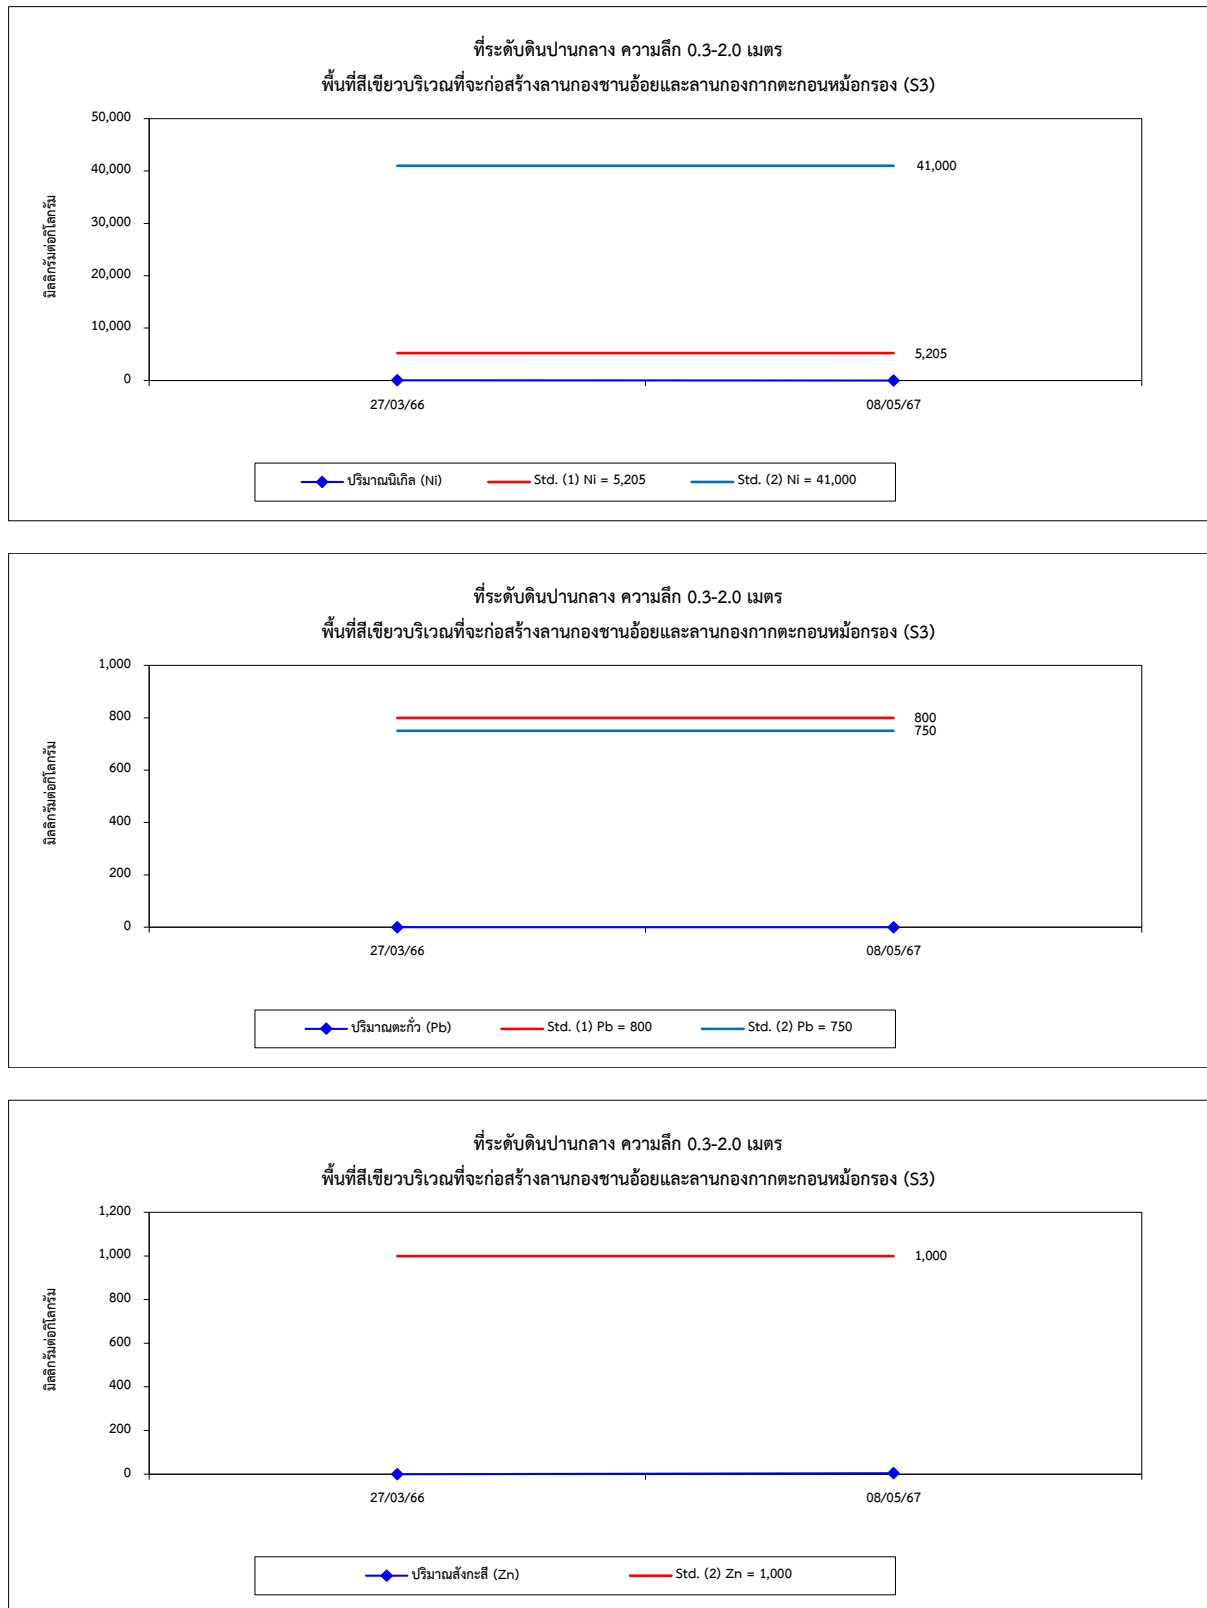 ที่ระดับดินปานกลาง ความลึก 0.3-2.0 เมตร
พื้นที่สีเขียวบริเวณที่จะก่อสร้างลานกองชานอ้อยและลานกองกากตะกอนหม้อกรอง (S3)
มิลลิกรัมต่อกิโลกรัม
50,000
40,000
30,000
20,000
10,000
0
41,000
5,205
27/03/66 08/05/67
ปริมาณนิเกิล (Ni) Std. (1) Ni = 5,205 Std. (2) Ni = 41,000
ที่ระดับดินปานกลาง ความลึก 0.3-2.0 เมตร
พื้นที่สีเขียวบริเวณที่จะก่อสร้างลานกองชานอ้อยและลานกองกากตะกอนหม้อกรอง (S3)
มิลลิกรัมต่อกิโลกรัม
1,000
800
600
400
200
0
800
750
27/03/66 08/05/67
ปริมาณตะกั่ว (Pb) Std. (1) Pb = 800 Std. (2) Pb = 750
ที่ระดับดินปานกลาง ความลึก 0.3-2.0 เมตร
พื้นที่สีเขียวบริเวณที่จะก่อสร้างลานกองชานอ้อยและลานกองกากตะกอนหม้อกรอง (S3)
มิลลิกรัมต่อกิโลกรัม
1,200
1,000
800
600
400
200
0
1,000
27/03/66 08/05/67
ปริมาณสังกะสี (Zn) Std. (2) Zn = 1,000